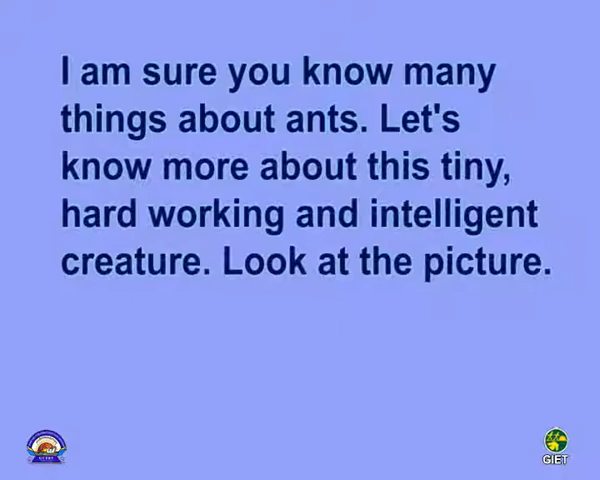 I am sure you know many
things about ants. Let's
know more about this tiny,
hard working and intelligent
creature. Look at the picture.
GIET